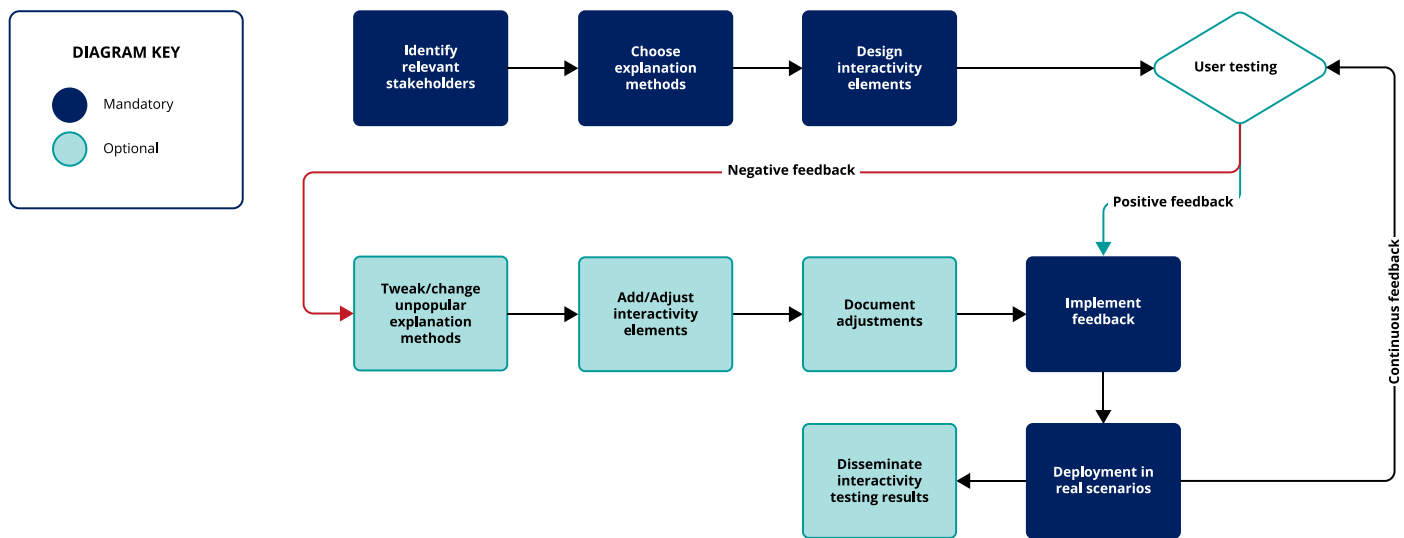 DIAGRAM KEY
Mandatory
Optional
Identify
relevant
stakeholders
Choose
explanation
methods
Design
interactivity
elements
User testing
Negative feedback
Positive feedback
Continuous feedback
Tweak/change
unpopular
explanation
methods
Add/Adjust
interactivity
elements
Document
adjustments
Implement
feedback
Disseminate
interactivity
testing results
Deployment in
real scenarios